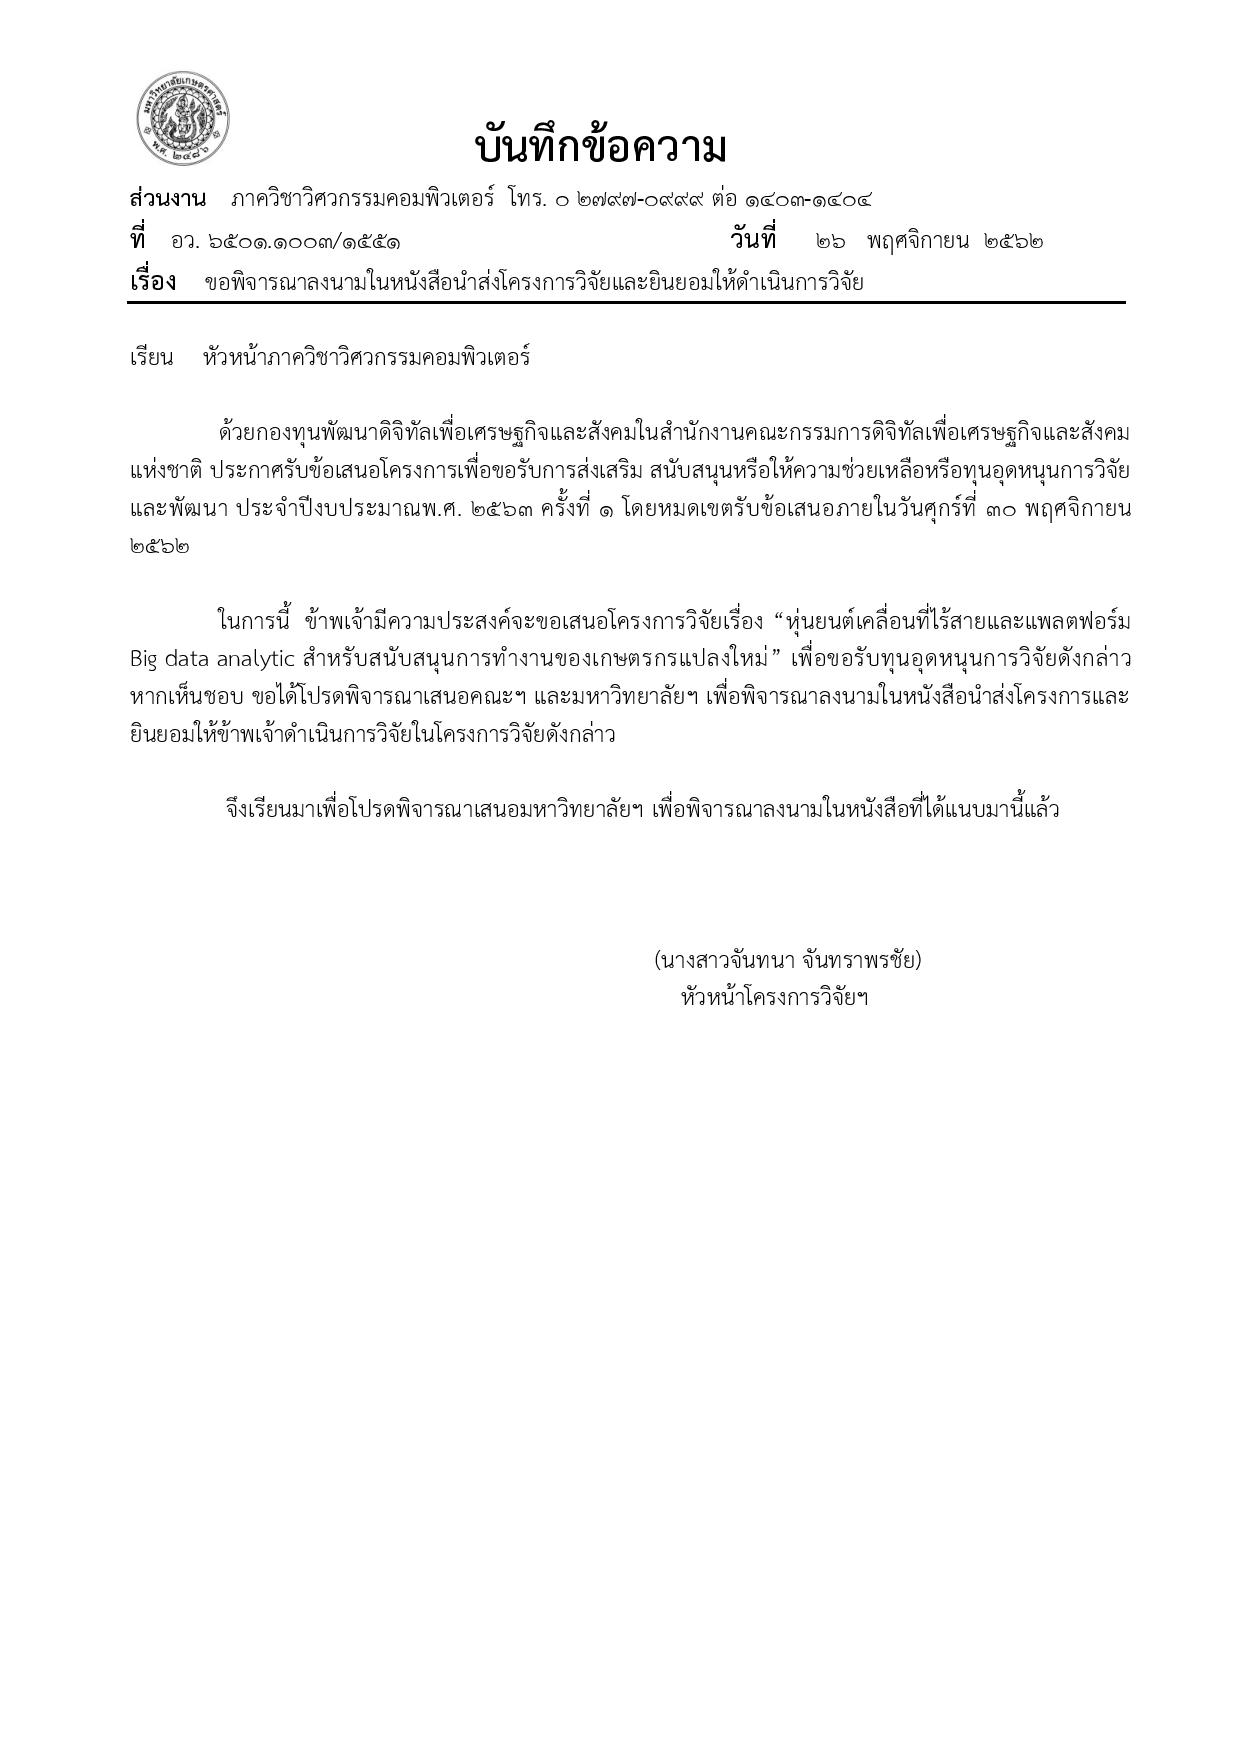 มหาวิทยาลัยเกษตรศาสตร์
พ.ศ. ๒๔๘๖
บันทึกข้อความ
ส่วนงาน ภาควิชาวิศวกรรมคอมพิวเตอร์ โทร. ๐ ๒๗๙๗-๐๙๙๙ ต่อ ๑๔๐๓-๑๔๐๔
ที่ อว. ๖๕๐๑.๑๐๐๓/๑๕๕๑ วันที่ ๒๖ พฤศจิกายน ๒๕๖๒
เรื่อง ขอพิจารณาลงนามในหนังสือนำส่งโครงการวิจัยและยินยอมให้ดำเนินการวิจัย
เรียน หัวหน้าภาควิชาวิศวกรรมคอมพิวเตอร์
ด้วยกองทุนพัฒนาดิจิทัลเพื่อเศรษฐกิจและสังคมในสำนักงานคณะกรรมการดิจิทัลเพื่อเศรษฐกิจและสังคม
แห่งชาติ ประกาศรับข้อเสนอโครงการเพื่อขอรับการส่งเสริม สนับสนุนหรือให้ความช่วยเหลือหรือทุนอุดหนุนการวิจัย
และพัฒนา ประจำปีงบประมาณพ.ศ. ๒๕๖๓ ครั้งที่ ๑ โดยหมดเขตรับข้อเสนอภายในวันศุกร์ที่ ๓๐ พฤศจิกายน
๒๕๖๒
ในการนี้ ข้าพเจ้ามีความประสงค์จะขอเสนอโครงการวิจัยเรื่อง “หุ่นยนต์เคลื่อนที่ไร้สายและแพลตฟอร์ม
Big data analytic สำหรับสนับสนุนการทำงานของเกษตรกรแปลงใหม่” เพื่อขอรับทุนอุดหนุนการวิจัยดังกล่าว
หากเห็นชอบ ขอได้โปรดพิจารณาเสนอคณะฯ และมหาวิทยาลัยฯ เพื่อพิจารณาลงนามในหนังสือนำส่งโครงการและ
ยินยอมให้ข้าพเจ้าดำเนินการวิจัยในโครงการวิจัยดังกล่าว
จึงเรียนมาเพื่อโปรดพิจารณาเสนอมหาวิทยาลัยฯ เพื่อพิจารณาลงนามในหนังสือที่ได้แนบมานี้แล้ว
(นางสาวจันทนา จันทราพรชัย)
หัวหน้าโครงการวิจัยฯ